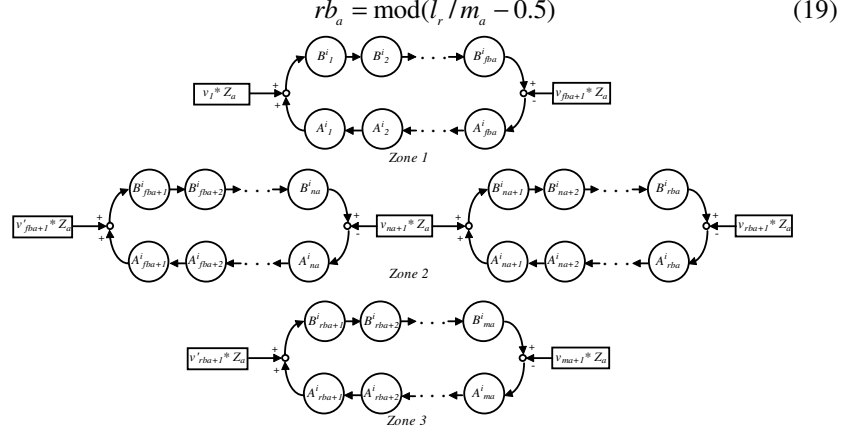 rb_a = mod(l_r / m_a − 0.5) (19)
B^i_1 B^i_2 · · · B^i_fba
+ +
v_1 * Z_a v_fba+1 * Z_a
+ -
A^i_1 A^i_2 · · · A^i_fba
Zone 1
B^i_fba+1 B^i_fba+2 · · · B^i_na B^i_na+1 B^i_na+2 · · · B^i_rba
+ + + +
v'_fba+1 * Z_a v_na+1 * Z_a v_rba+1 * Z_a
+ - + -
A^i_fba+1 A^i_fba+2 · · · A^i_na A^i_na+1 A^i_na+2 · · · A^i_rba
Zone 2
B^i_rba+1 B^i_rba+2 · · · B^i_ma
+ +
v'_rba+1 * Z_a v_ma+1 * Z_a
+ -
A^i_rba+1 A^i_rba+2 · · · A^i_ma
Zone 3